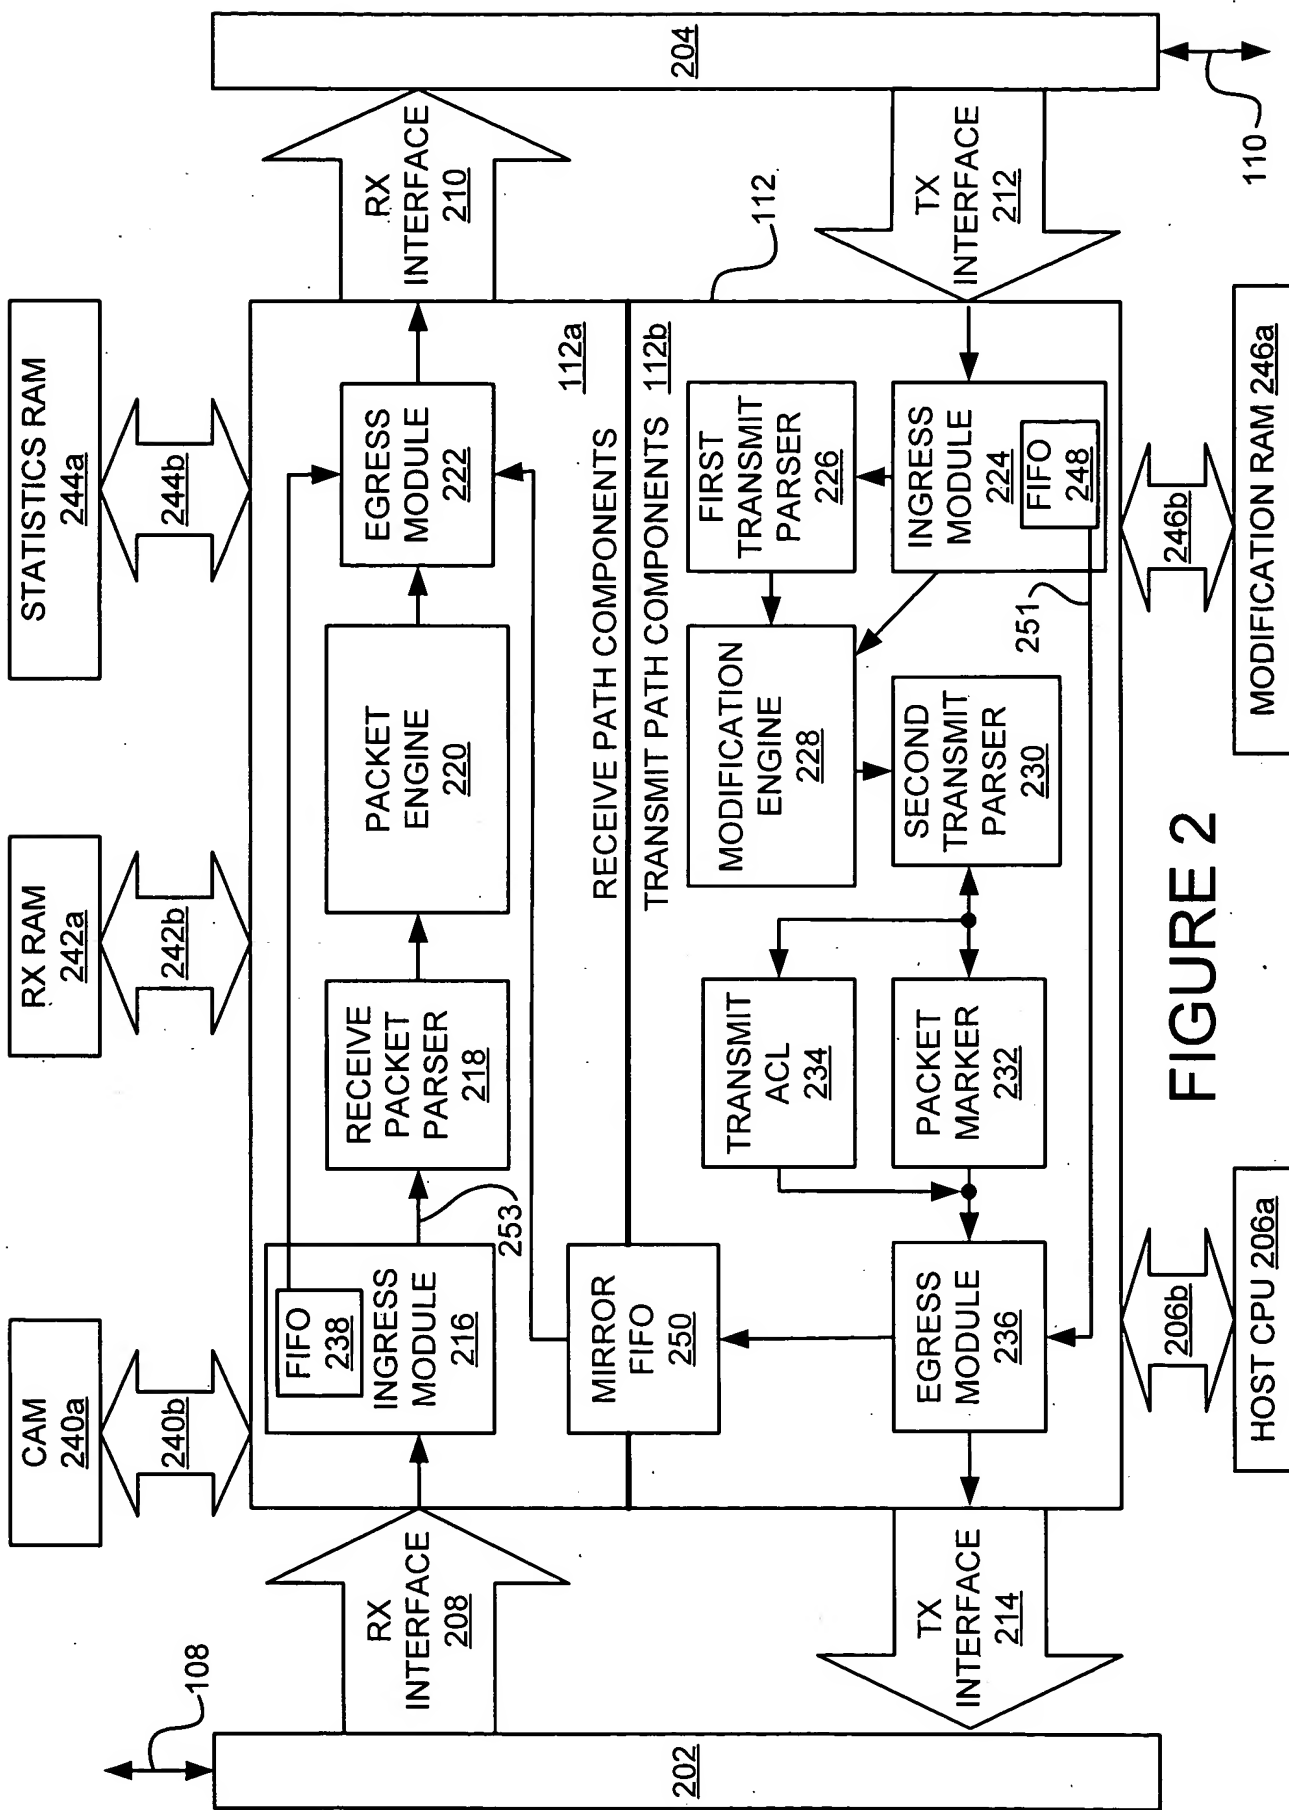 108
202
RX
INTERFACE
208
TX
INTERFACE
214
CAM
240a
240b
RX RAM
242a
242b
STATISTICS RAM
244a
244b
FIFO
238
INGRESS
MODULE
216
253
RECEIVE
PACKET
PARSER
218
PACKET
ENGINE
220
EGRESS
MODULE
222
RX
INTERFACE
210
204
112a
RECEIVE PATH COMPONENTS
TRANSMIT PATH COMPONENTS 112b
112
MIRROR
FIFO
250
EGRESS
MODULE
236
TRANSMIT
ACL
234
PACKET
MARKER
232
MODIFICATION
ENGINE
228
SECOND
TRANSMIT
PARSER
230
FIRST
TRANSMIT
PARSER
226
INGRESS
MODULE
224
FIFO
248
251
TX
INTERFACE
212
110
206b
HOST CPU 206a
246b
MODIFICATION RAM 246a
FIGURE 2